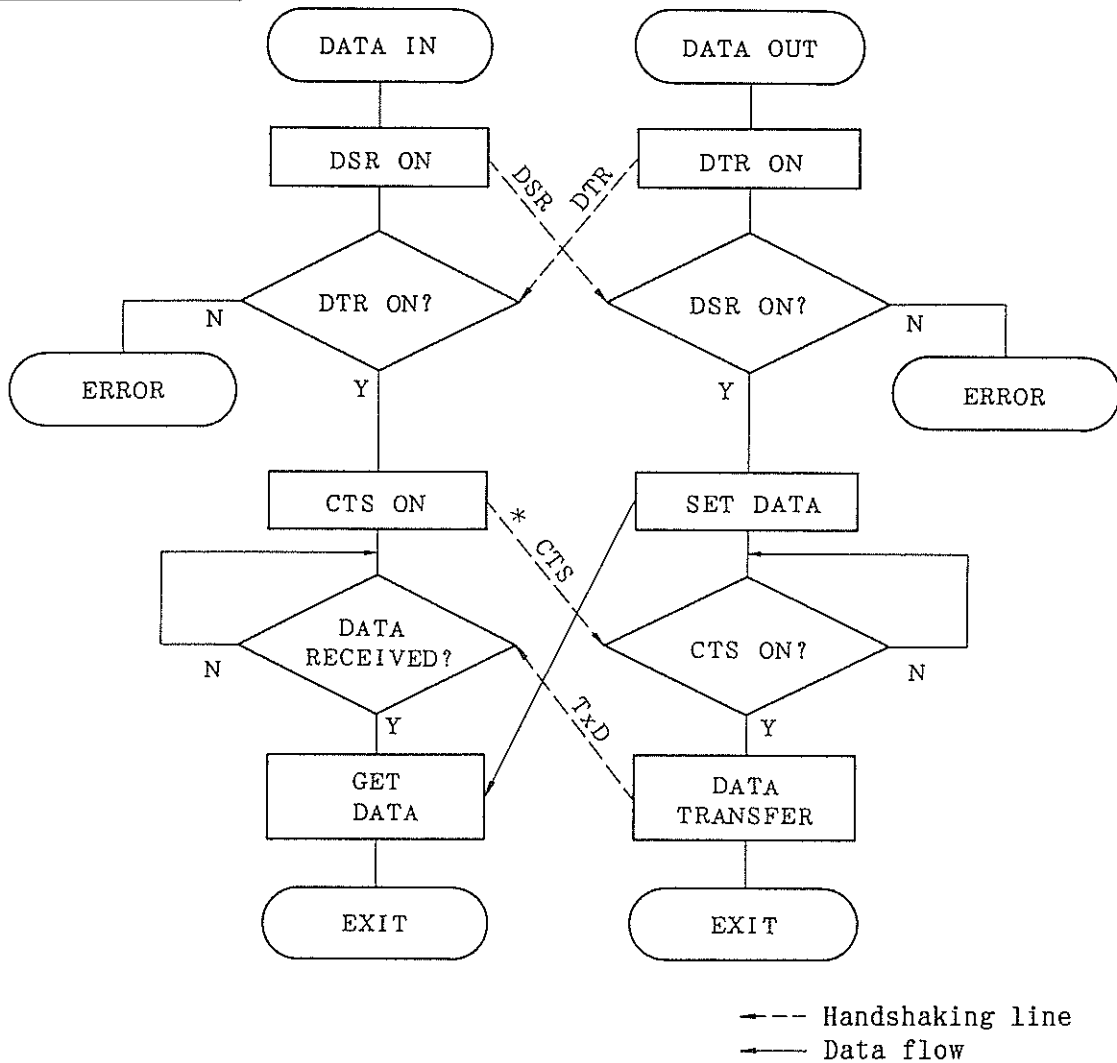 DATA IN
DATA OUT
DSR ON
DTR ON
DSR
DTR
DTR ON?
DSR ON?
N
N
ERROR
Y
Y
ERROR
CTS ON
SET DATA
* CTS
DATA
RECEIVED?
CTS ON?
N
N
TxD
Y
Y
GET
DATA
DATA
TRANSFER
EXIT
EXIT
Handshaking line
Data flow